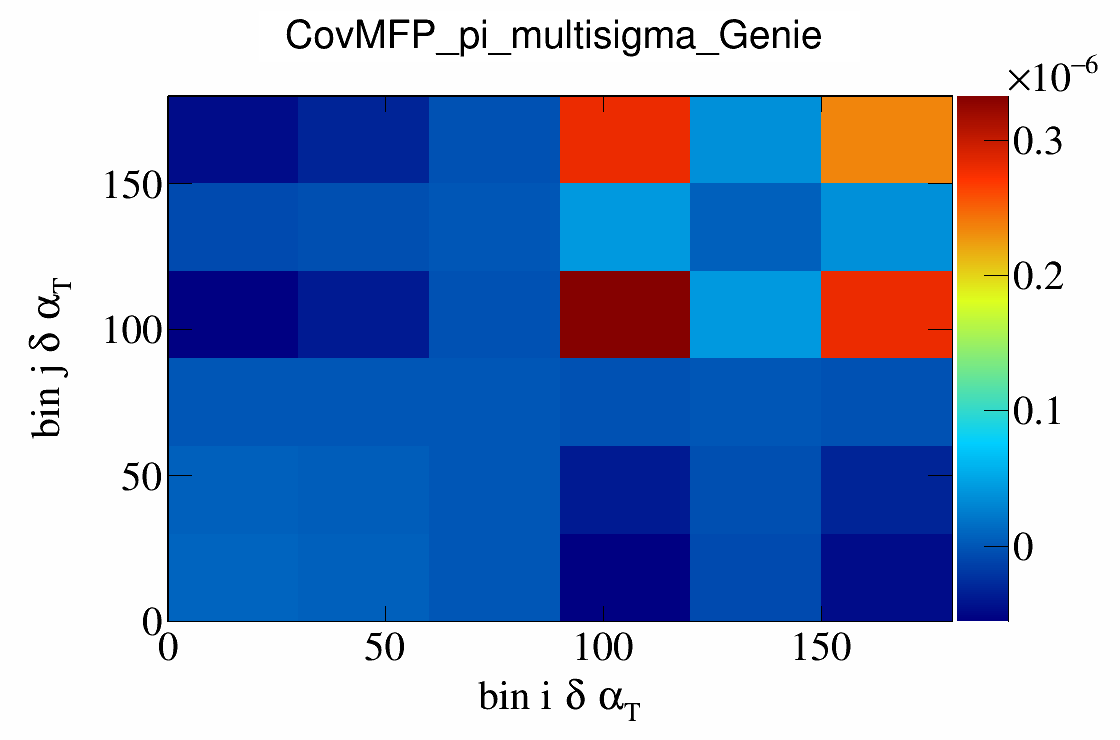 CovMFP_pi_multisigma_Genie
×10⁻⁶
0.3
0.2
0.1
0
150
100
50
0
0 50 100 150
bin j δ α_T
bin i δ α_T